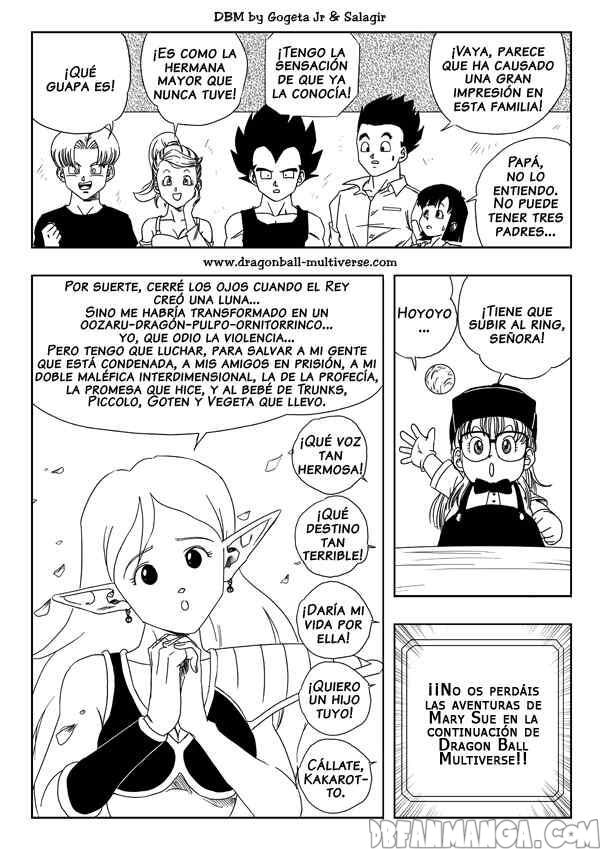 DBM by Gogeta Jr & Salagir
¡QUÉ
GUAPA ES!
¡ES COMO LA
HERMANA
MAYOR QUE
NUNCA TUVE!
¡TENGO LA
SENSACIÓN
DE QUE YA
LA CONOCÍA!
¡VAYA, PARECE
QUE HA CAUSADO
UNA GRAN
IMPRESIÓN EN
ESTA FAMILIA!
PAPÁ,
NO LO
ENTIENDO.
NO PUEDE
TENER TRES
PADRES...
www.dragonball-multiverse.com
POR SUERTE, CERRÉ LOS OJOS CUANDO EL REY
CREÓ UNA LUNA...
SINO ME HABRÍA TRANSFORMADO EN UN
OOZARU-DRAGÓN-PULPO-ORNITORRINCO...
YO, QUE ODIO LA VIOLENCIA...
PERO TENGO QUE LUCHAR, PARA SALVAR A MI GENTE
QUE ESTÁ CONDENADA, A MIS AMIGOS EN PRISIÓN, A MI
DOBLE MALÉFICA INTERDIMENSIONAL, LA DE LA PROFECÍA,
LA PROMESA QUE HICE, Y AL BEBÉ DE TRUNKS,
PICCOLO, GOTEN Y VEGETA QUE LLEVO.
¡QUÉ VOZ
TAN
HERMOSA!
¡QUÉ
DESTINO
TAN
TERRIBLE!
¡DARÍA MI
VIDA POR
ELLA!
¡QUIERO
UN HIJO
TUYO!
CÁLLATE,
KAKAROT-
TO.
HOYOYO
...
¡TIENE QUE
SUBIR AL RING,
SEÑORA!
¡¡NO OS PERDÁIS
LAS AVENTURAS DE
MARY SUE EN LA
CONTINUACIÓN DE
DRAGON BALL
MULTIVERSE!!
DBFANMANGA.COM